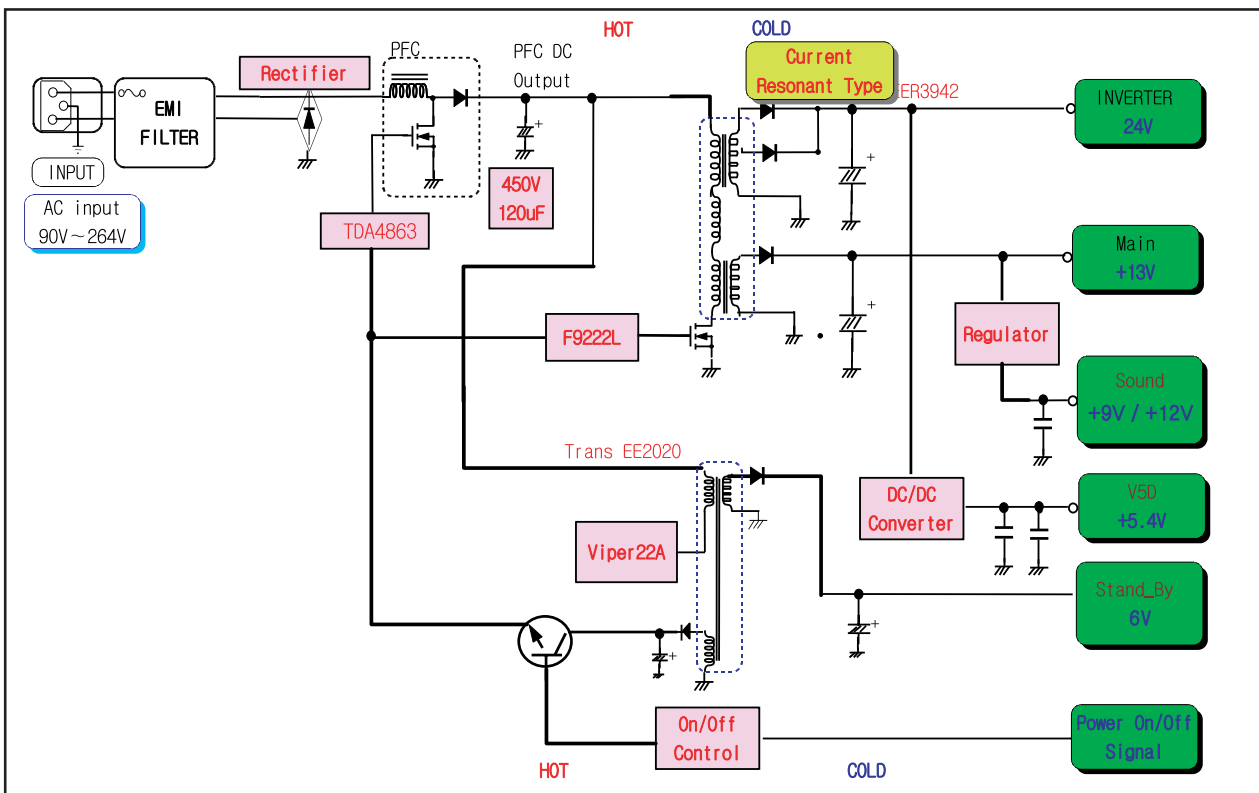 HOT
COLD
PFC
PFC DC
Output
Current
Resonant Type
EER3942
Rectifier
EMI
FILTER
INPUT
AC input
90V~264V
TDA4863
450V
120uF
+
+
+
INVERTER
24V
Main
+13V
F9222L
Regulator
Sound
+9V / +12V
Trans EE2020
DC/DC
Converter
V5D
+5.4V
Viper22A
Stand_By
6V
+
+
On/Off
Control
Power On/Off
Signal
HOT
COLD